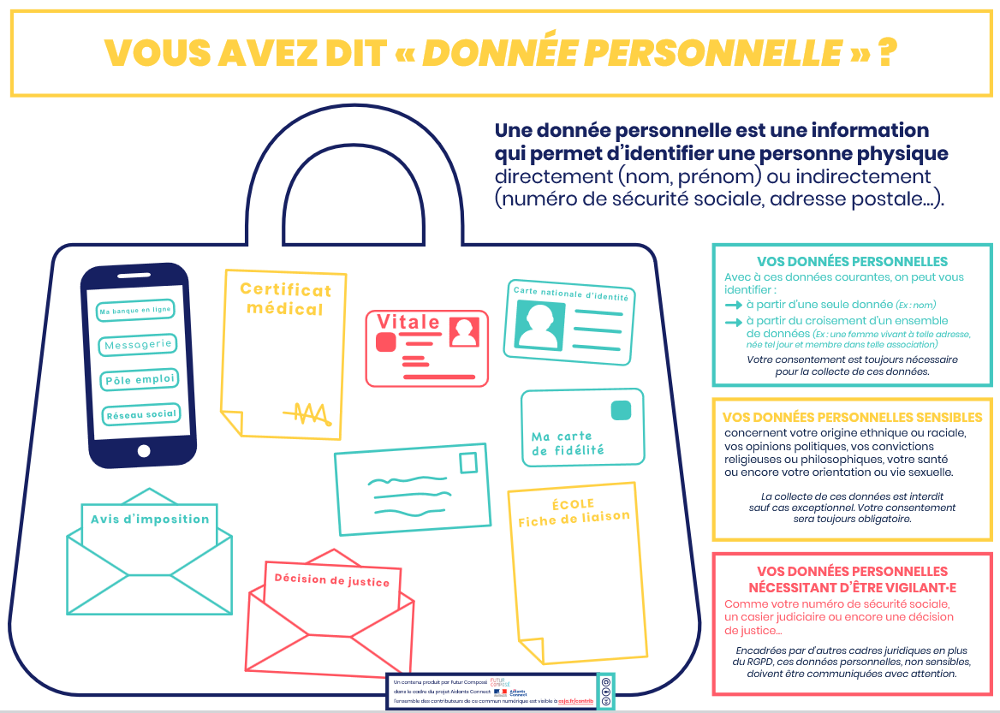 VOUS AVEZ DIT « DONNÉE PERSONNELLE » ?
Une donnée personnelle est une information
qui permet d'identifier une personne physique
directement (nom, prénom) ou indirectement
(numéro de sécurité sociale, adresse postale...).
Ma banque en ligne
Messagerie
Pôle emploi
Réseau social
Certificat
médical
Vitale
Carte nationale d'identité
Ma carte
de fidélité
Avis d'imposition
Décision de justice
ÉCOLE
Fiche de liaison
VOS DONNÉES PERSONNELLES
Avec à ces données courantes, on peut vous
identifier :
à partir d'une seule donnée (Ex : nom)
à partir du croisement d'un ensemble
de données (Ex : une femme vivant à telle adresse,
née tel jour et membre dans telle association)
Votre consentement est toujours nécessaire
pour la collecte de ces données.
VOS DONNÉES PERSONNELLES SENSIBLES
concernent votre origine ethnique ou raciale,
vos opinions politiques, vos convictions
religieuses ou philosophiques, votre santé
ou encore votre orientation ou vie sexuelle.
La collecte de ces données est interdit
sauf cas exceptionnel. Votre consentement
sera toujours obligatoire.
VOS DONNÉES PERSONNELLES
NÉCESSITANT D'ÊTRE VIGILANT·E
Comme votre numéro de sécurité sociale,
un casier judiciaire ou encore une décision
de justice...
Encadrées par d'autres cadres juridiques en plus
du RGPD, ces données personnelles, non sensibles,
doivent être communiquées avec attention.
Un contenu produit par Futur Composé FUTUR COMPOSÉ
dans le cadre du projet Aidants Connect Aidants Connect
l'ensemble des contributeurs de ce commun numérique est visible à